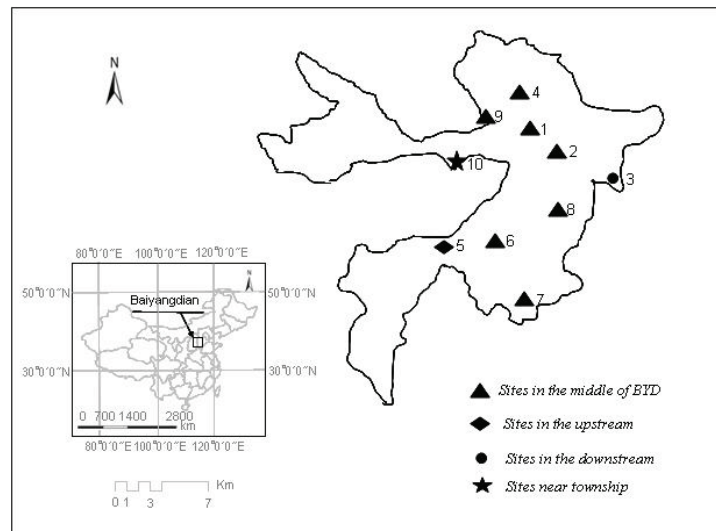 N
4
9
1
2
10
3
8
5
6
7
80°0'0"E 100°0'0"E 120°0'0"E
N
50°0'0"N 50°0'0"N
Baiyangdian
30°0'0"N 30°0'0"N
0 700 1400 2800
km
80°0'0"E 100°0'0"E 120°0'0"E
Km
0 1 3 7
Sites in the middle of BYD
Sites in the upstream
Sites in the downstream
Sites near township